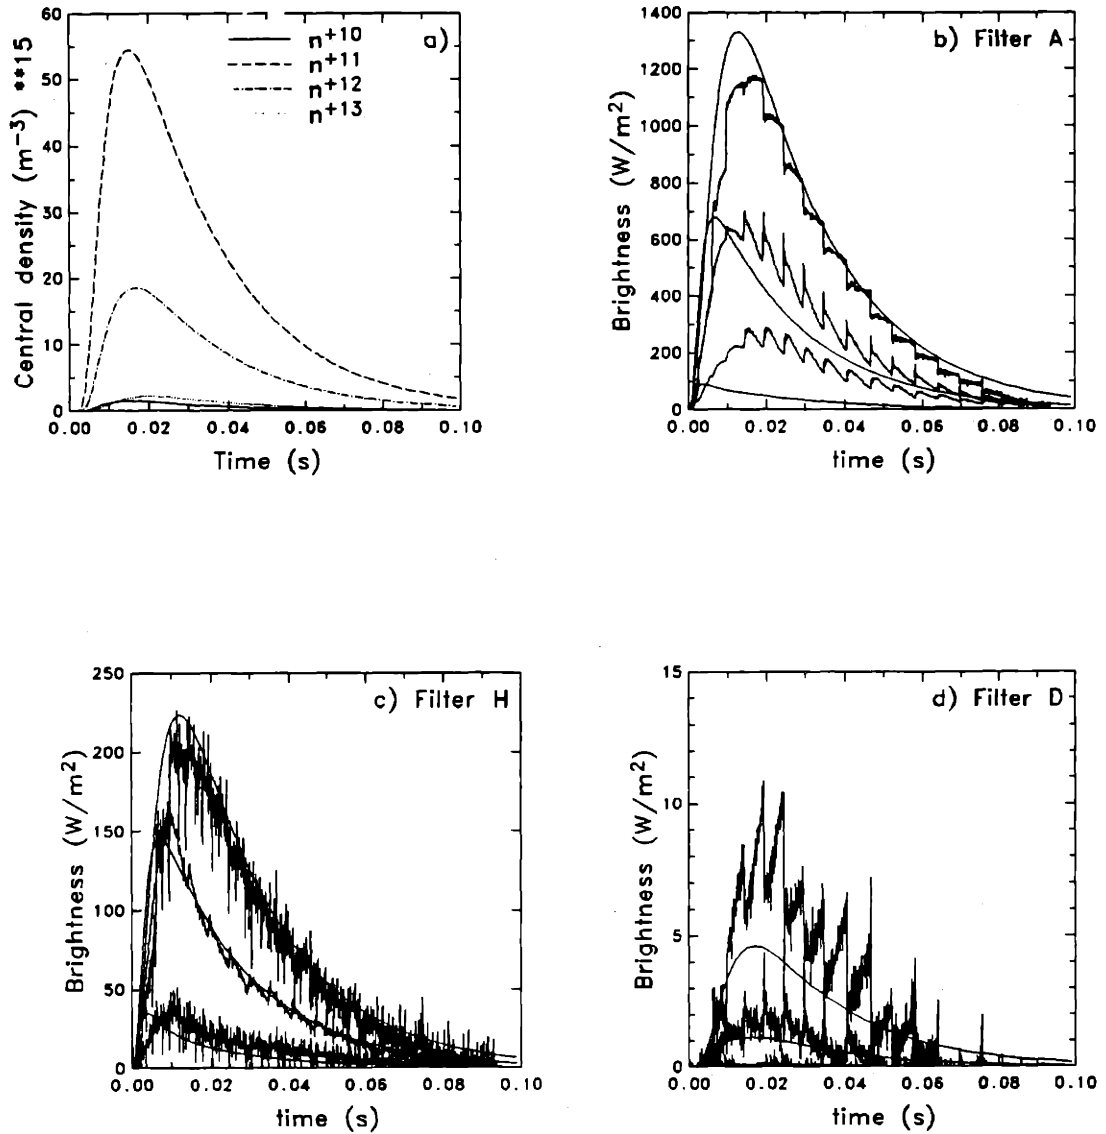 a)
n+10
n+11
n+12
n+13
Central density (m−3) **15
60
50
40
30
20
10
0
0.00 0.02 0.04 0.06 0.08 0.10
Time (s)
b) Filter A
Brightness (W/m2)
1400
1200
1000
800
600
400
200
0
0.00 0.02 0.04 0.06 0.08 0.10
time (s)
c) Filter H
Brightness (W/m2)
250
200
150
100
50
0
0.00 0.02 0.04 0.06 0.08 0.10
time (s)
d) Filter D
Brightness (W/m2)
15
10
5
0
0.00 0.02 0.04 0.06 0.08 0.10
time (s)